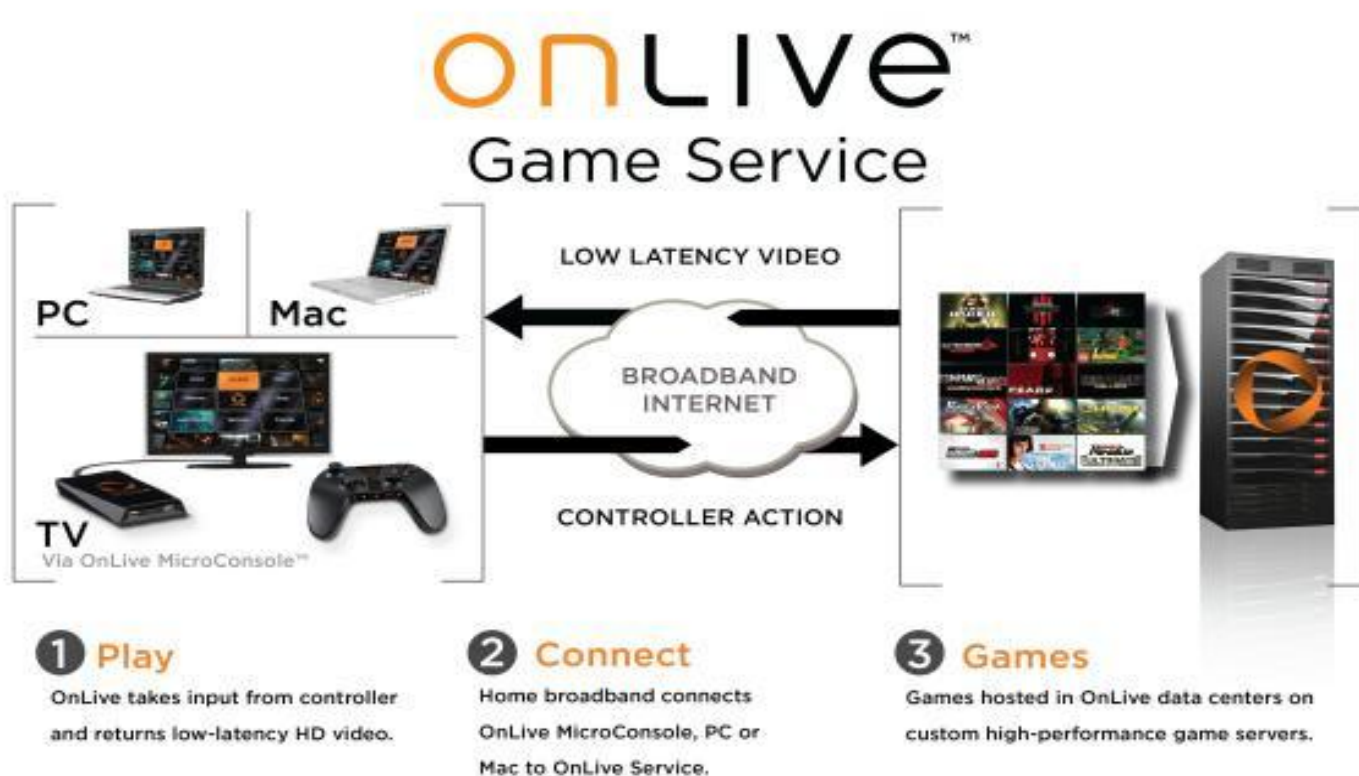 onLive™
Game Service
PC
Mac
TV
Via OnLive MicroConsole™
LOW LATENCY VIDEO
BROADBAND
INTERNET
CONTROLLER ACTION
1 Play
OnLive takes input from controller
and returns low-latency HD video.
2 Connect
Home broadband connects
OnLive MicroConsole, PC or
Mac to OnLive Service.
3 Games
Games hosted in OnLive data centers on
custom high-performance game servers.